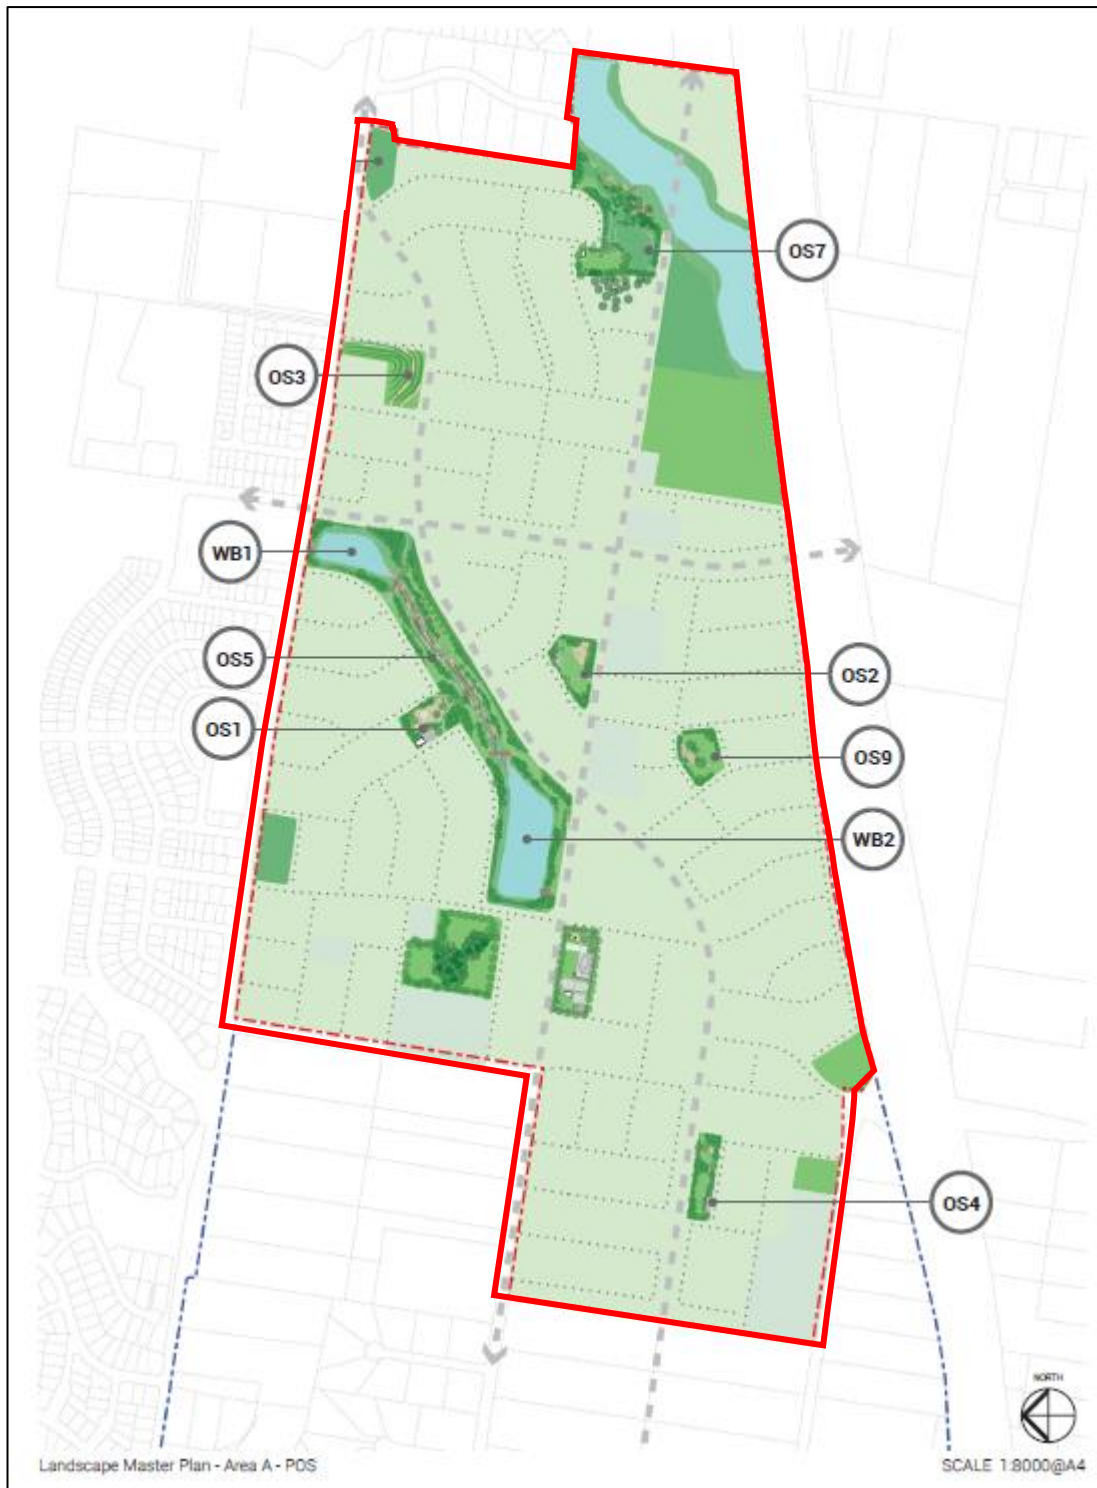 OS7
OS3
WB1
OS5
OS2
OS1
OS9
WB2
OS4
NORTH
Landscape Master Plan - Area A - POS
SCALE 1:8000@A4